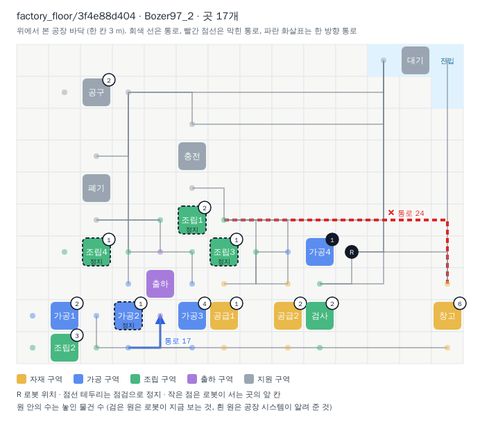 factory_floor/3f4e88d404 · Bozer97_2 · 곳 17개
위에서 본 공장 바닥 (한 칸 3 m). 회색 선은 통로, 빨간 점선은 막힌 통로, 파란 화살표는 한 방향 통로
대기
진입
공구
2
충전
폐기
조립1
2
정지
✕ 통로 24
조립4
1
정지
조립3
1
정지
가공4
1
R
출하
가공1
2
가공2
1
정지
가공3
4
공급1
1
공급2
2
검사
2
창고
6
통로 17
조립2
3
자재 구역
가공 구역
조립 구역
출하 구역
지원 구역
R 로봇 위치 · 점선 테두리는 점검으로 정지 · 작은 점은 로봇이 서는 곳의 앞 칸
원 안의 수는 놓인 물건 수 (검은 원은 로봇이 지금 보는 것, 흰 원은 공장 시스템이 알려 준 것)